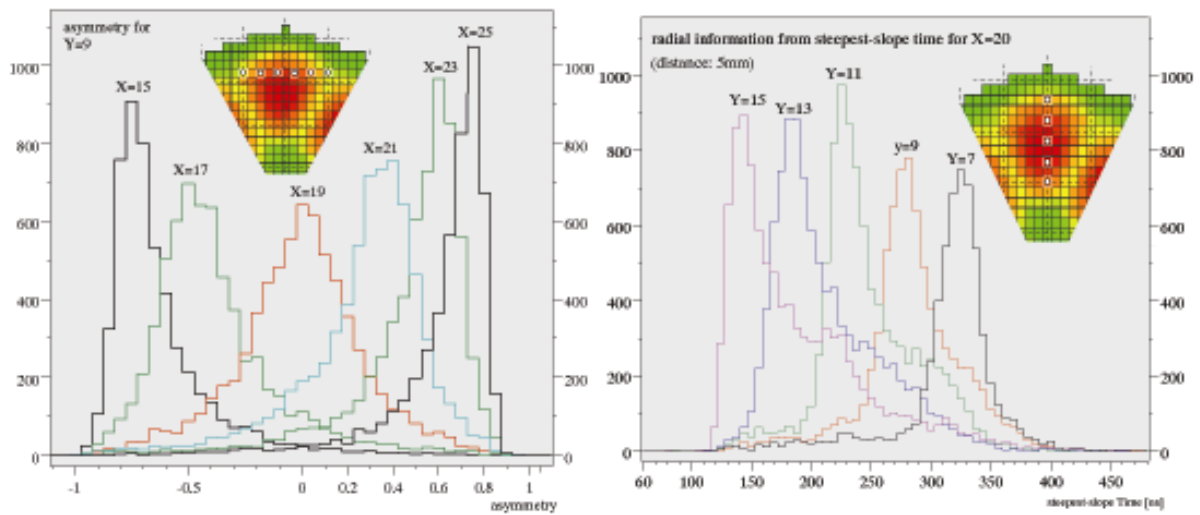 asymmetry for
Y=9
X=15
X=17
X=19
X=21
X=23
X=25
1000
800
600
400
200
0
1000
800
600
400
200
0
-1
-0.5
0
0.2
0.4
0.6
0.8
1
asymmetry
radial information from steepest-slope time for X=20
(distance: 5mm)
Y=15
Y=13
Y=11
y=9
Y=7
1000
800
600
400
200
0
1000
800
600
400
200
0
60
100
150
200
250
300
350
400
450
steepest-slope Time [ns]